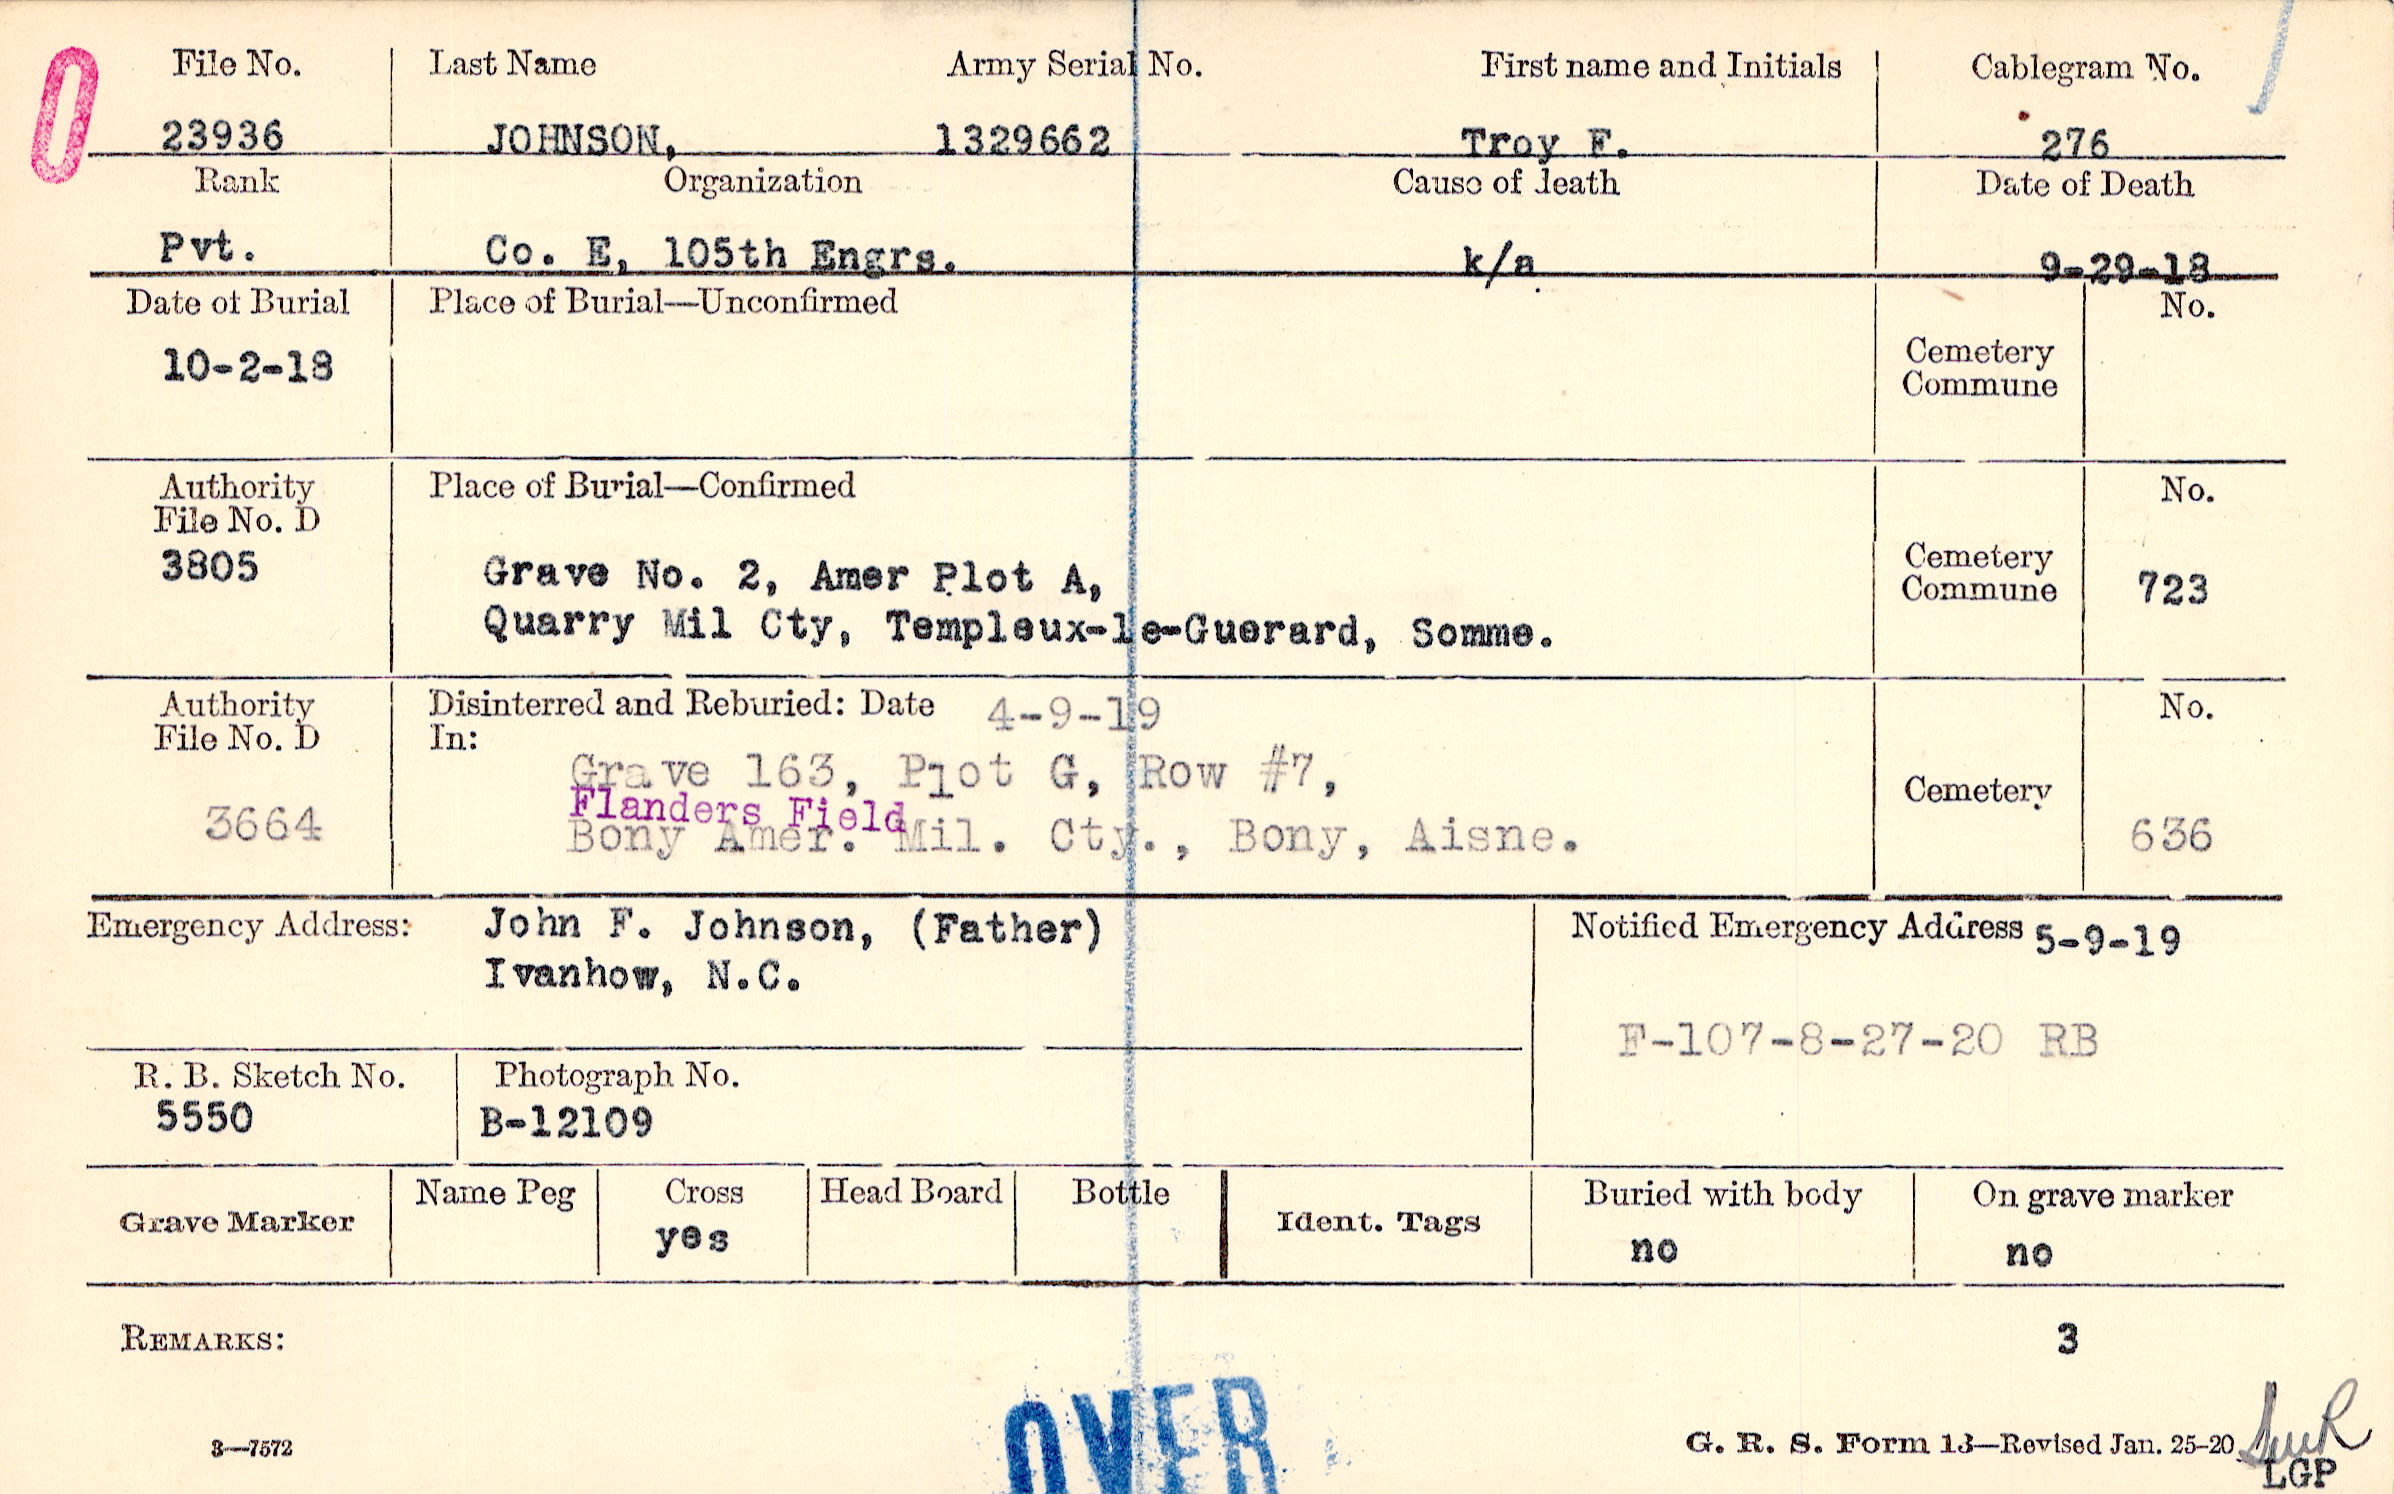 File No. Last Name Army Serial No. First name and Initials Cablegram No.
23936 JOHNSON, 1329662 Troy F. 276
Rank Organization Cause of death Date of Death
Pvt. Co. E, 105th Engrs. k/a 9-29-18
Date of Burial Place of Burial—Unconfirmed No.
10-2-18
Cemetery
Commune
Authority Place of Burial—Confirmed No.
File No. D
3805
Grave No. 2, Amer Plot A,
Quarry Mil Cty, Templeux-le-Guerard, Somme.
Cemetery
Commune 723
Authority Disinterred and Reburied: Date 4-9-19 No.
File No. D In:
Grave 163, Plot G, Row #7,
Flanders Field
3664 Bony Amer. Mil. Cty., Bony, Aisne.
Cemetery 636
Emergency Address: John F. Johnson, (Father) Notified Emergency Address 5-9-19
Ivanhow, N.C.
F-107-8-27-20 RB
R. B. Sketch No. Photograph No.
5550 B-12109
Grave Marker Name Peg Cross Head Board Bottle Ident. Tags Buried with body On grave marker
yes no no
REMARKS: 3
OVER
3—7572 G. R. S. Form 13—Revised Jan. 25-20
LGP